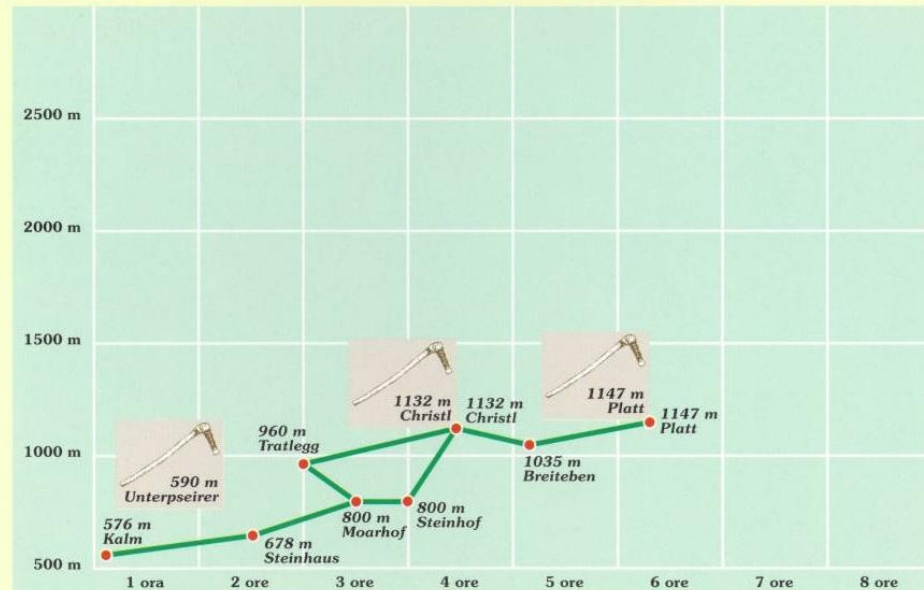 2500 m
2000 m
1500 m
1000 m
500 m
590 m
Unterpseirer
1132 m
Christl
1147 m
Platt
576 m
Kalm
678 m
Steinhaus
960 m
Tratlegg
800 m
Moarhof
800 m
Steinhof
1132 m
Christl
1035 m
Breiteben
1147 m
Platt
1 ora
2 ore
3 ore
4 ore
5 ore
6 ore
7 ore
8 ore